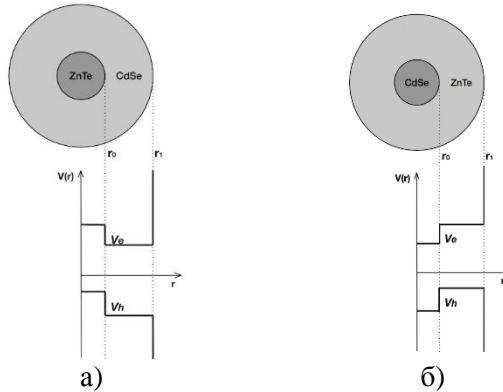 ZnTe CdSe
r₀ r₁
V(r)
Ve
r
Vh
a)
CdSe ZnTe
r₀ r₁
V(r)
Ve
r
Vh
б)